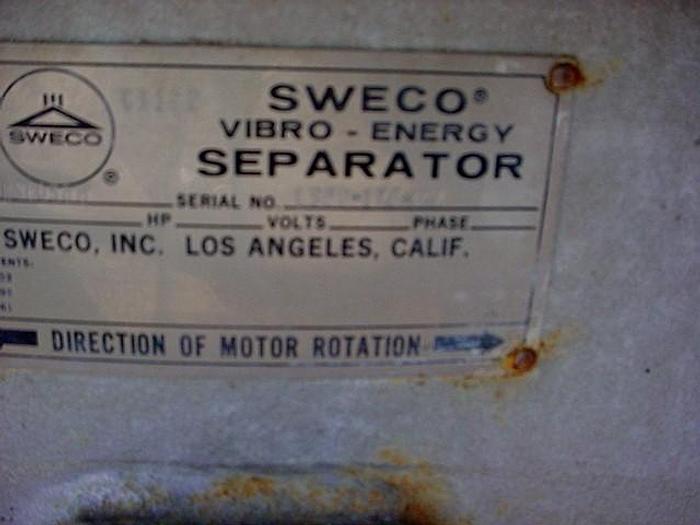 SWECO®
VIBRO - ENERGY
SEPARATOR
SWECO
®
SERIAL NO.
HP VOLTS PHASE
SWECO, INC. LOS ANGELES, CALIF.
ENTS:
DIRECTION OF MOTOR ROTATION